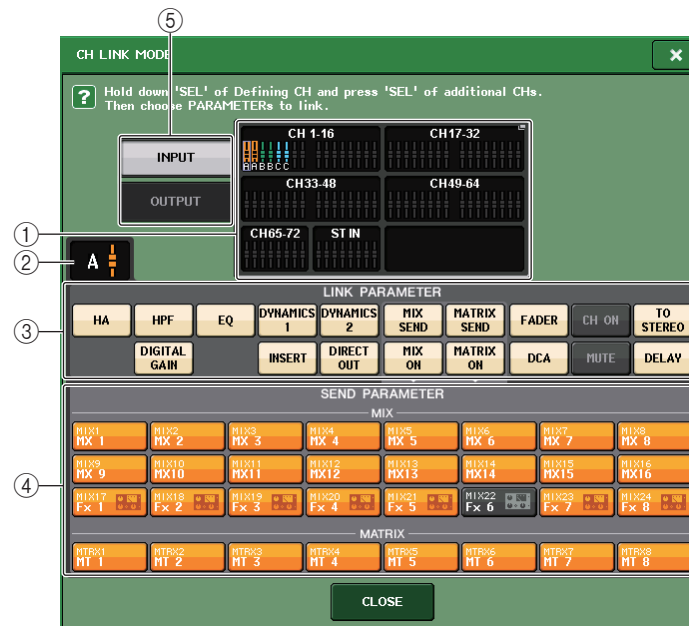 ⑤
CH LINK MODE
×
? Hold down 'SEL' of Defining CH and press 'SEL' of additional CHs.
Then choose PARAMETERs to link.
INPUT
OUTPUT
CH 1-16
CH17-32
AABBCC
CH33-48
CH49-64
CH65-72
ST IN
①
②
A
③
LINK PARAMETER
HA
HPF
EQ
DYNAMICS
1
DYNAMICS
2
MIX
SEND
MATRIX
SEND
FADER
CH ON
TO
STEREO
DIGITAL
GAIN
INSERT
DIRECT
OUT
MIX
ON
MATRIX
ON
DCA
MUTE
DELAY
④
SEND PARAMETER
MIX
MIX1 MIX2 MIX3 MIX4 MIX5 MIX6 MIX7 MIX8
MX 1 MX 2 MX 3 MX 4 MX 5 MX 6 MX 7 MX 8
MIX9 MIX10 MIX11 MIX12 MIX13 MIX14 MIX15 MIX16
MX 9 MX10 MX11 MX12 MX13 MX14 MX15 MX16
MIX17 MIX18 MIX19 MIX20 MIX21 MIX22 MIX23 MIX24
Fx 1 Fx 2 Fx 3 Fx 4 Fx 5 Fx 6 Fx 7 Fx 8
MATRIX
MTRX1 MTRX2 MTRX3 MTRX4 MTRX5 MTRX6 MTRX7 MTRX8
MT 1 MT 2 MT 3 MT 4 MT 5 MT 6 MT 7 MT 8
CLOSE